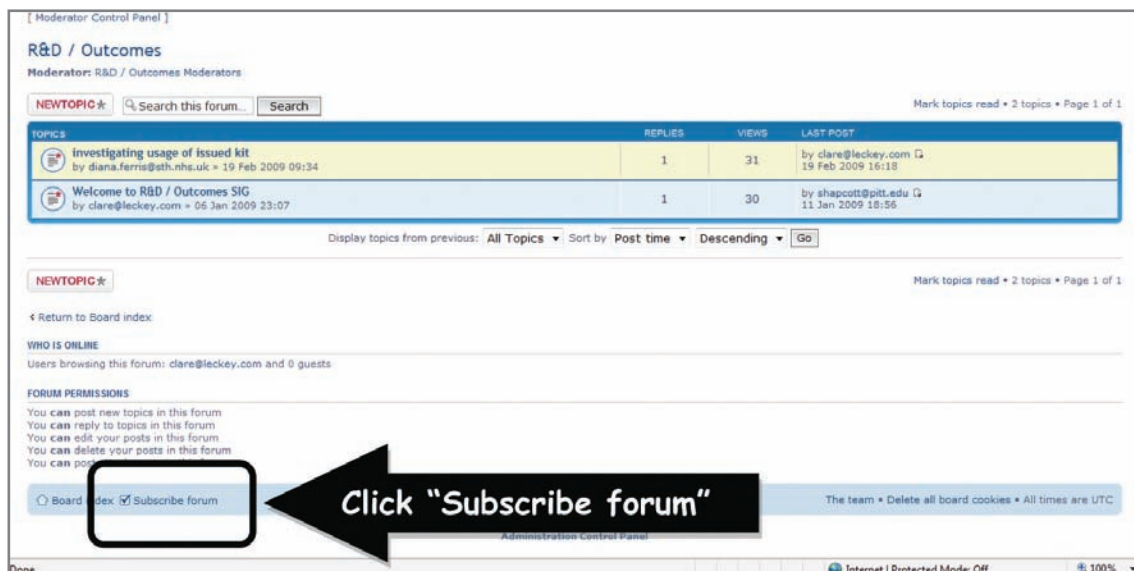 [ Moderator Control Panel ]
R&D / Outcomes
Moderator: R&D / Outcomes Moderators
NEWTOPIC* Search this forum... Search Mark topics read • 2 topics • Page 1 of 1
TOPICS REPLIES VIEWS LAST POST
investigating usage of issued kit 1 31 by clare@leckey.com
by diana.ferris@sth.nhs.uk » 19 Feb 2009 09:34 19 Feb 2009 16:18
Welcome to R&D / Outcomes SIG 1 30 by shapcott@pitt.edu
by clare@leckey.com » 06 Jan 2009 23:07 11 Jan 2009 18:56
Display topics from previous: All Topics Sort by Post time Descending Go
NEWTOPIC* Mark topics read • 2 topics • Page 1 of 1
Return to Board index
WHO IS ONLINE
Users browsing this forum: clare@leckey.com and 0 guests
FORUM PERMISSIONS
You can post new topics in this forum
You can reply to topics in this forum
You can edit your posts in this forum
You can delete your posts in this forum
You can post
Board index Subscribe forum Click “Subscribe forum” The team • Delete all board cookies • All times are UTC
Administration Control Panel
Done Internet | Protected Mode: Off 100%